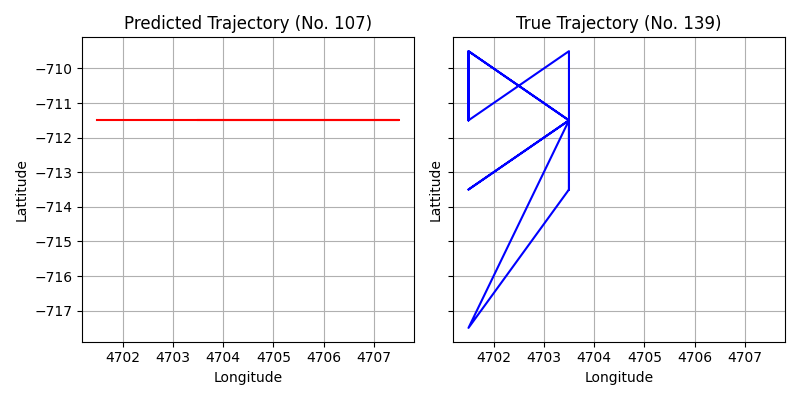 Predicted Trajectory (No. 107)
True Trajectory (No. 139)
Lattitude
−710
−711
−712
−713
−714
−715
−716
−717
4702 4703 4704 4705 4706 4707
Longitude
Lattitude
4702 4703 4704 4705 4706 4707
Longitude